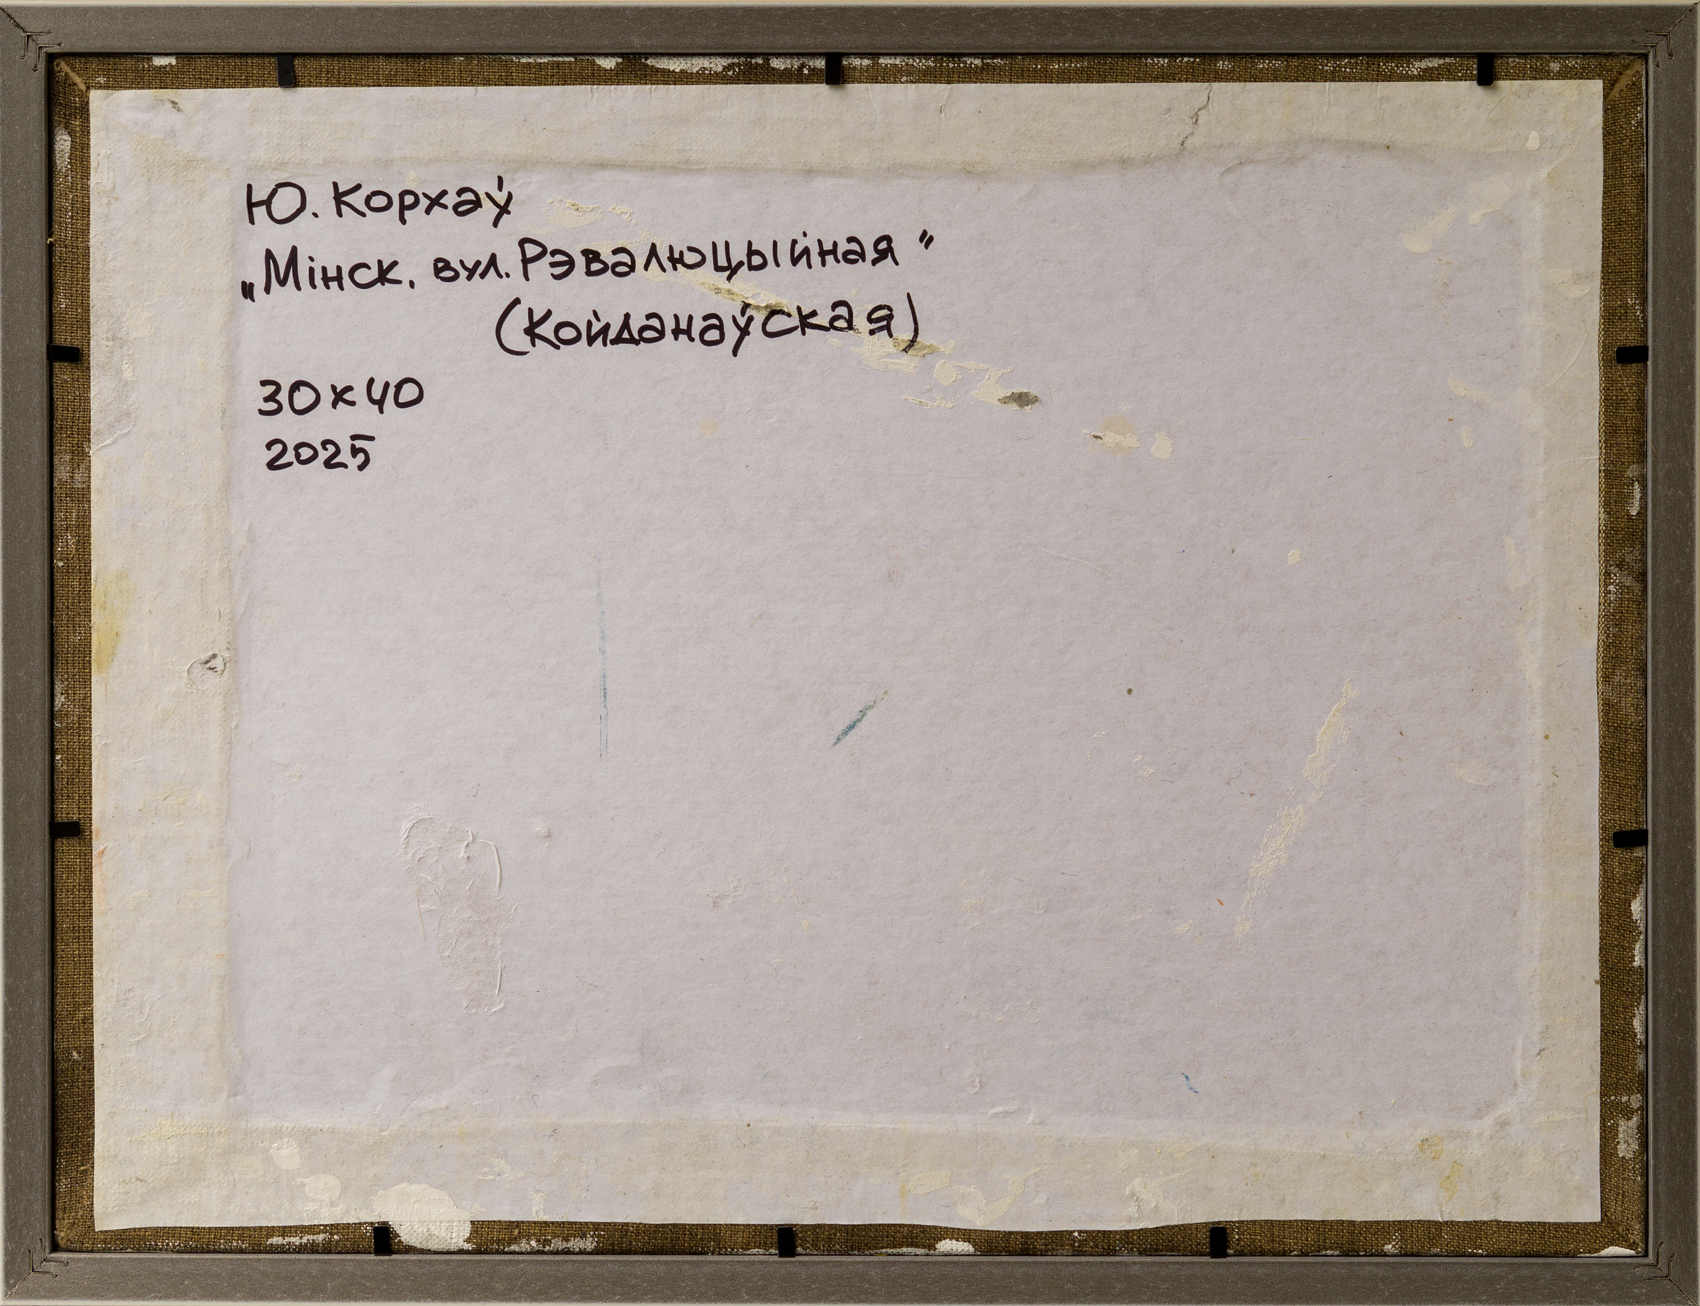 Ю. Корхаў
„Мінск, вул. Рэвалюцыйная"
(Койданаўская)
30х40
2025